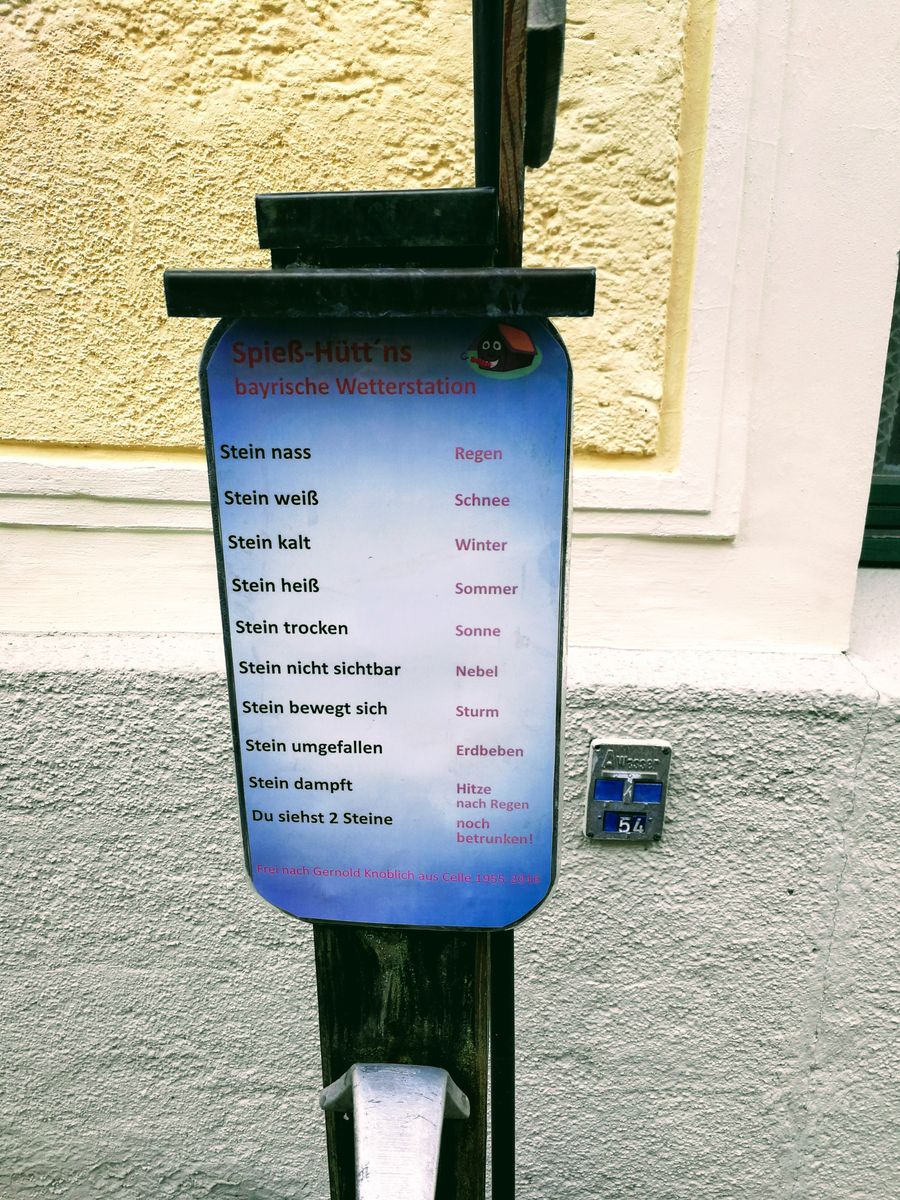 Spieß-Hütt´ns
bayrische Wetterstation
Stein nass Regen
Stein weiß Schnee
Stein kalt Winter
Stein heiß Sommer
Stein trocken Sonne
Stein nicht sichtbar Nebel
Stein bewegt sich Sturm
Stein umgefallen Erdbeben
Stein dampft Hitze
nach Regen
Du siehst 2 Steine noch
betrunken!
Frei nach Gernold Knoblich aus Celle 1955-2016
Wasser
54